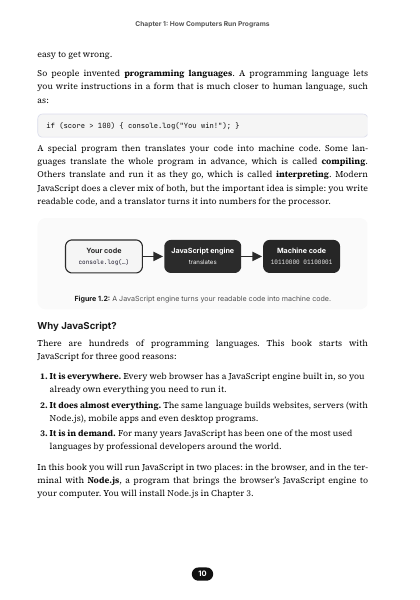 Chapter 1: How Computers Run Programs
easy to get wrong.
So people invented programming languages. A programming language lets
you write instructions in a form that is much closer to human language, such
as:
if (score > 100) { console.log("You win!"); }
A special program then translates your code into machine code. Some lan-
guages translate the whole program in advance, which is called compiling.
Others translate and run it as they go, which is called interpreting. Modern
JavaScript does a clever mix of both, but the important idea is simple: you write
readable code, and a translator turns it into numbers for the processor.
Your code
console.log(…)
JavaScript engine
translates
Machine code
10110000 01100001
Figure 1.2: A JavaScript engine turns your readable code into machine code.
Why JavaScript?
There are hundreds of programming languages. This book starts with
JavaScript for three good reasons:
1. It is everywhere. Every web browser has a JavaScript engine built in, so you
already own everything you need to run it.
2. It does almost everything. The same language builds websites, servers (with
Node.js), mobile apps and even desktop programs.
3. It is in demand. For many years JavaScript has been one of the most used
languages by professional developers around the world.
In this book you will run JavaScript in two places: in the browser, and in the ter-
minal with Node.js, a program that brings the browser's JavaScript engine to
your computer. You will install Node.js in Chapter 3.
10